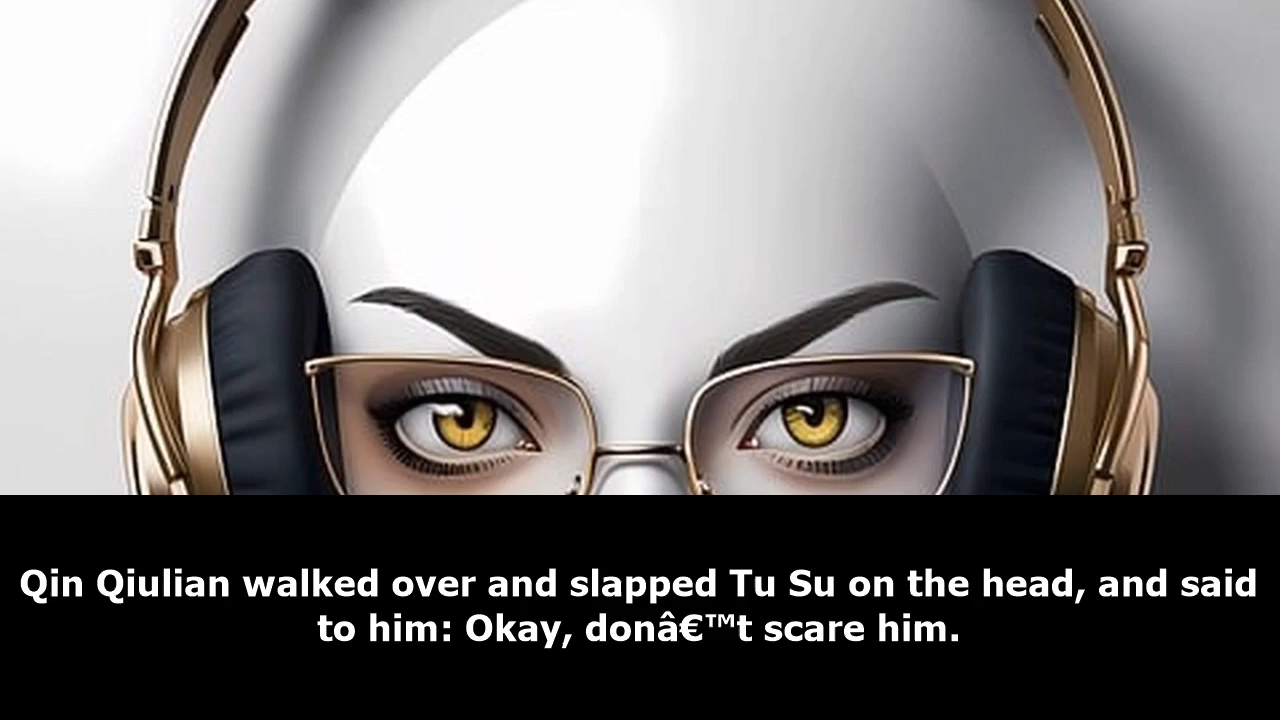 Qin Qiulian walked over and slapped Tu Su on the head, and said
to him: Okay, donâ€™t scare him.